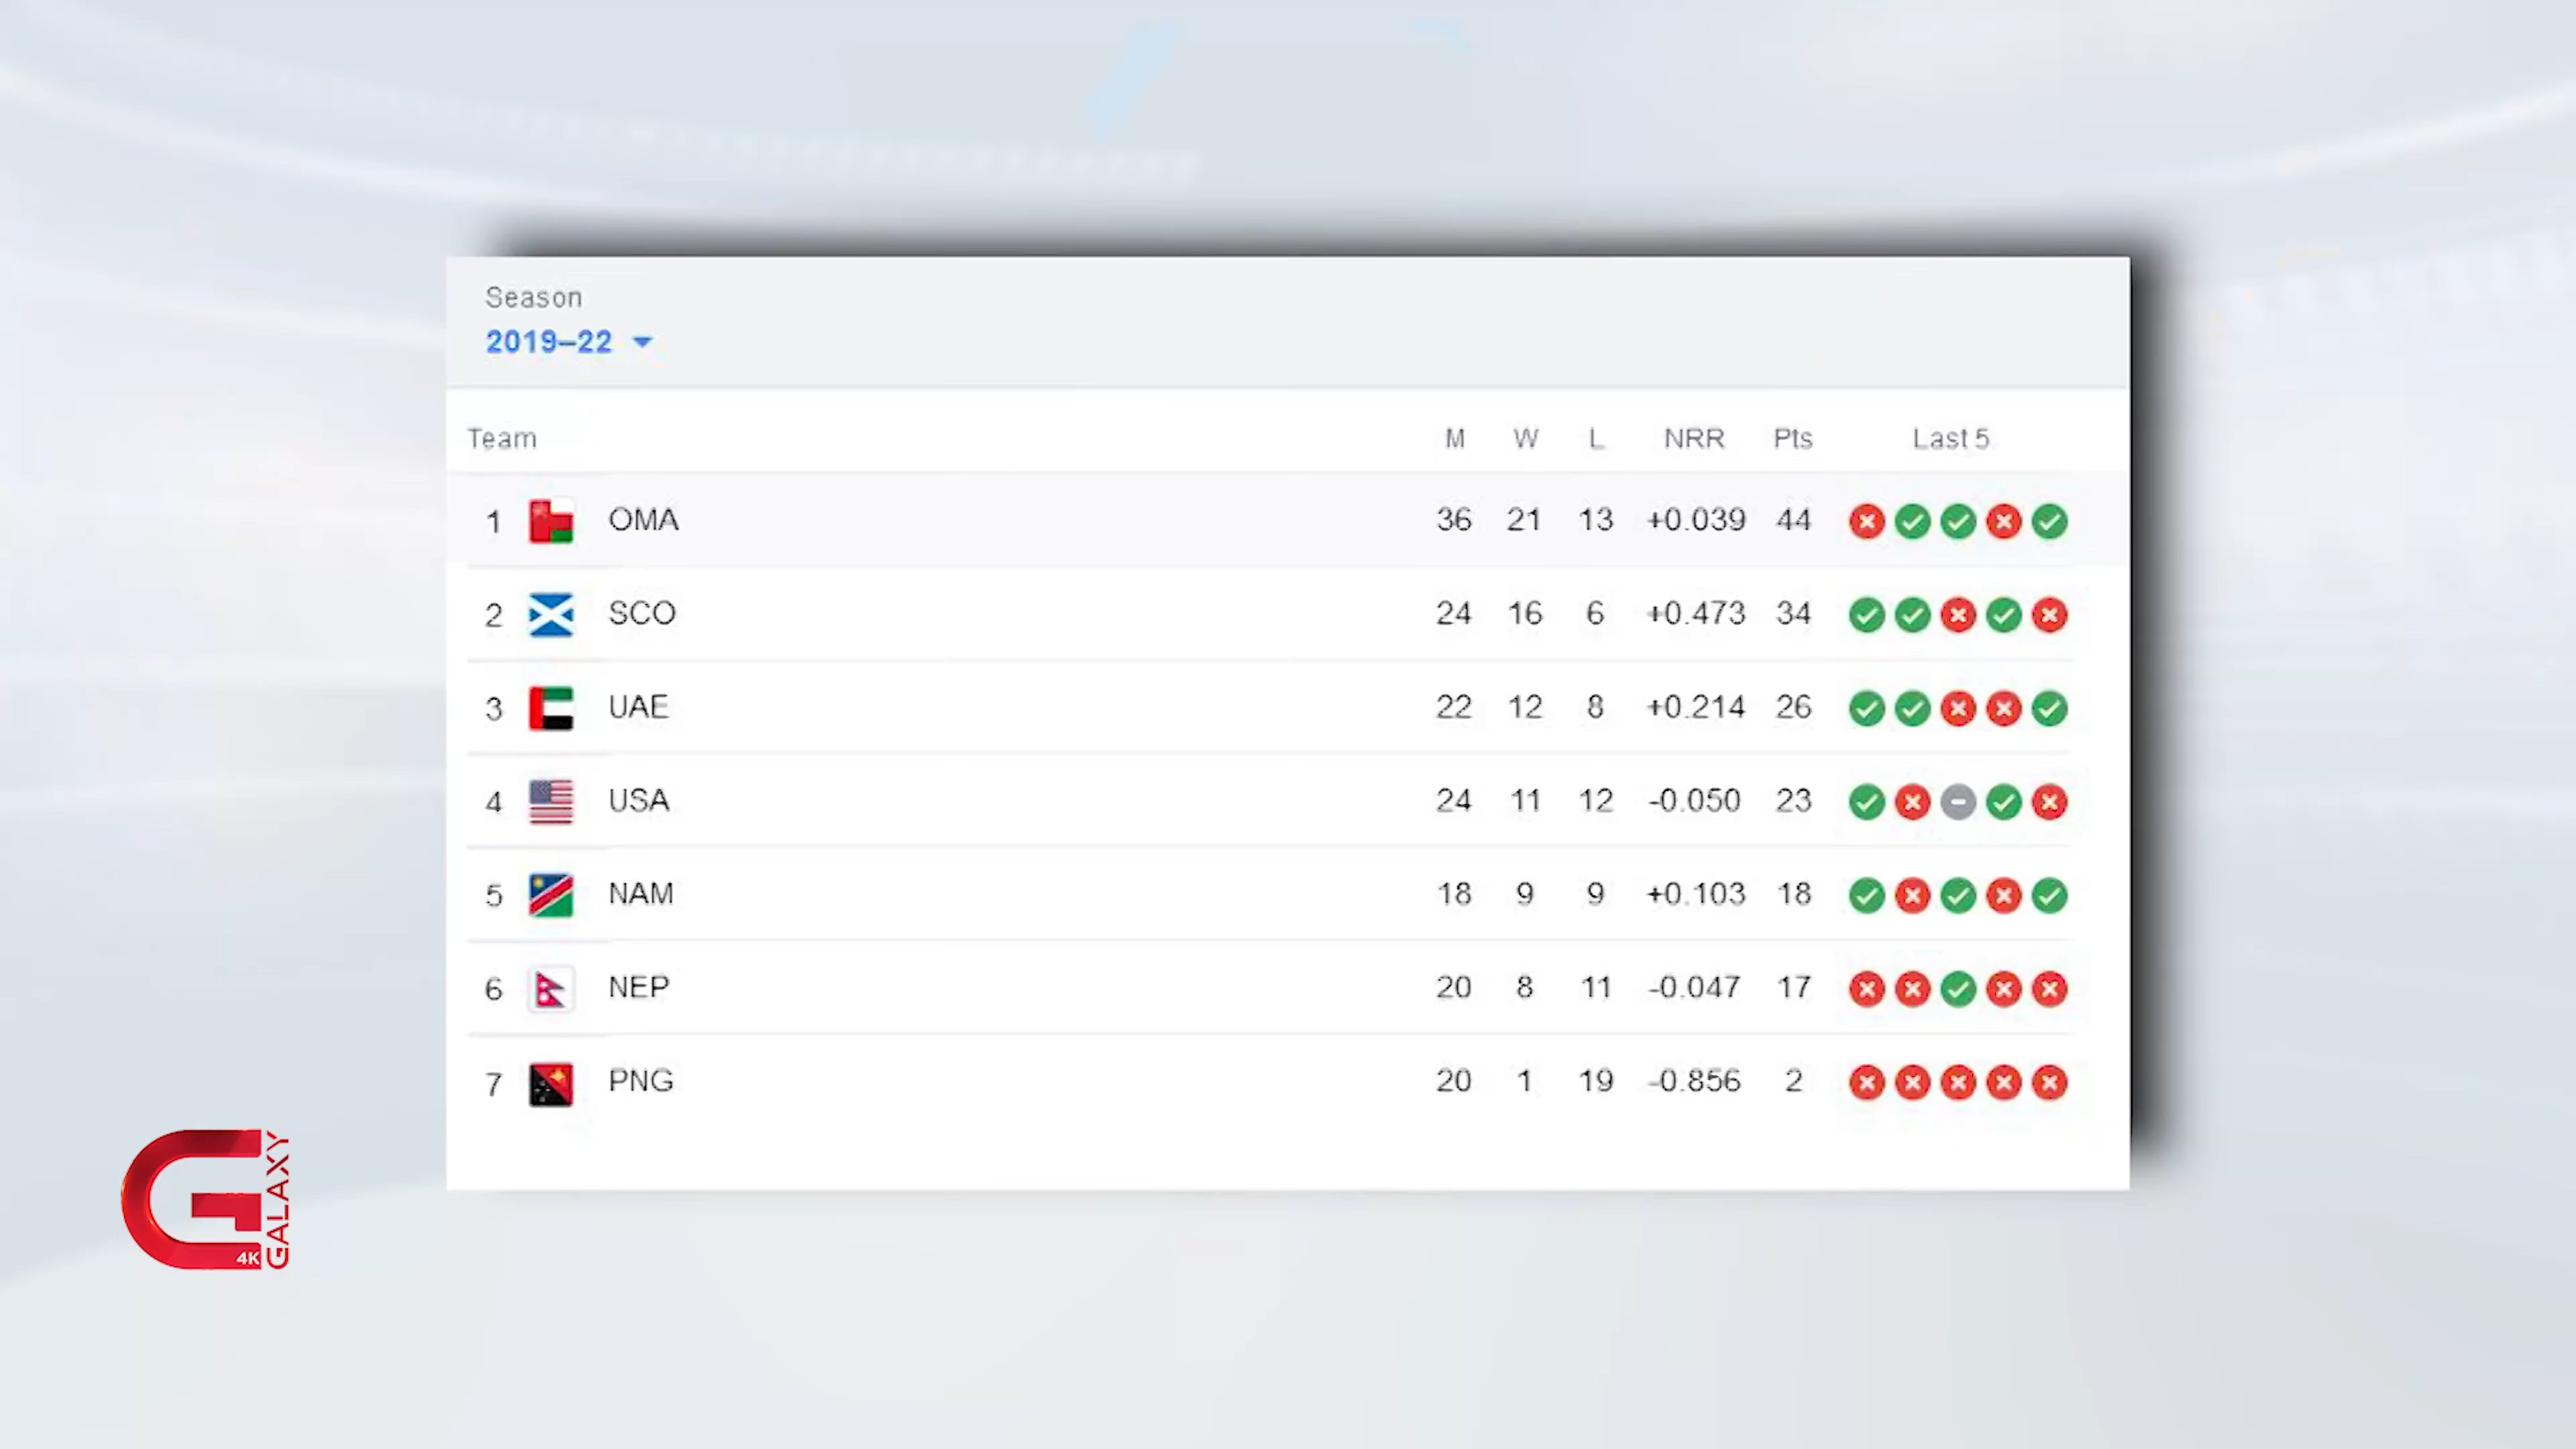 Season
2019–22
Team M W L NRR Pts Last 5
1 OMA 36 21 13 +0.039 44
2 SCO 24 16 6 +0.473 34
3 UAE 22 12 8 +0.214 26
4 USA 24 11 12 -0.050 23
5 NAM 18 9 9 +0.103 18
6 NEP 20 8 11 -0.047 17
7 PNG 20 1 19 -0.856 2
G GALAXY
4K